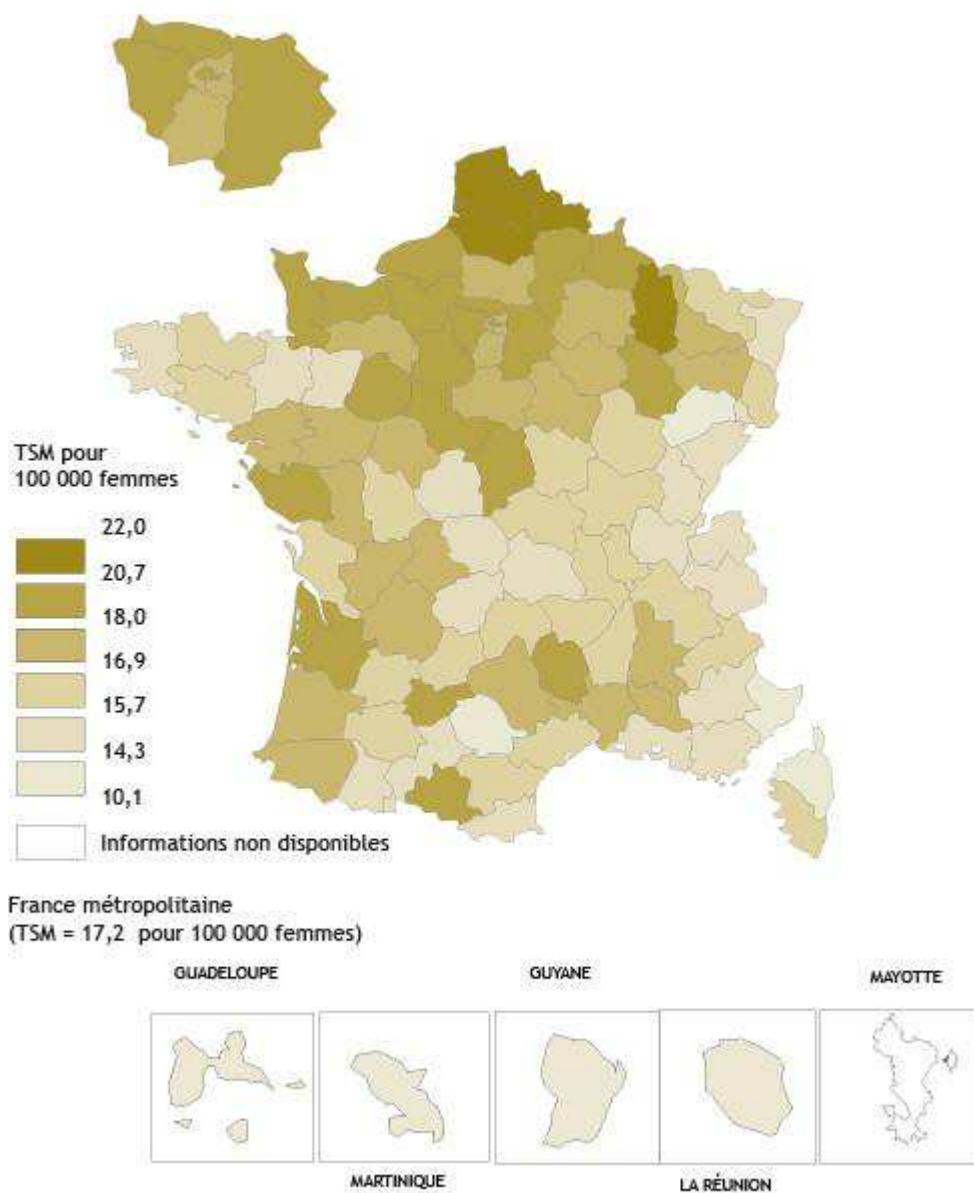 TSM pour
100 000 femmes
22,0
20,7
18,0
16,9
15,7
14,3
10,1
Informations non disponibles
France métropolitaine
(TSM = 17,2 pour 100 000 femmes)
GUADELOUPE
GUYANE
MAYOTTE
MARTINIQUE
LA RÉUNION